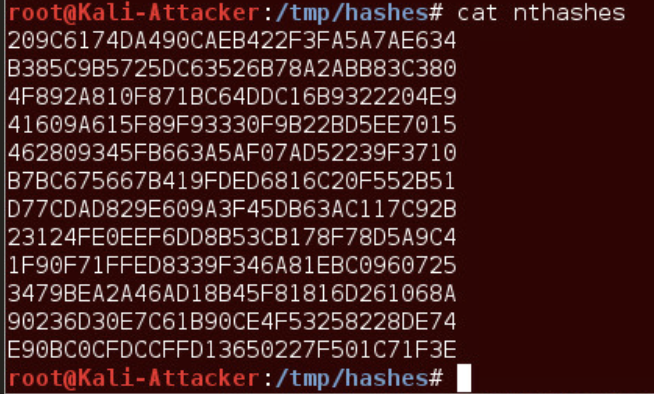 root@Kali-Attacker:/tmp/hashes# cat nthashes
209C6174DA490CAEB422F3FA5A7AE634
B385C9B5725DC63526B78A2ABB83C380
4F892A810F871BC64DDC16B9322204E9
41609A615F89F93330F9B22BD5EE7015
462809345FB663A5AF07AD52239F3710
B7BC675667B419FDED6816C20F552B51
D77CDAD829E609A3F45DB63AC117C92B
23124FE0EEF6DD8B53CB178F78D5A9C4
1F90F71FFED8339F346A81EBC0960725
3479BEA2A46AD18B45F81816D261068A
90236D30E7C61B90CE4F53258228DE74
E90BC0CFDCCFFD13650227F501C71F3E
root@Kali-Attacker:/tmp/hashes#